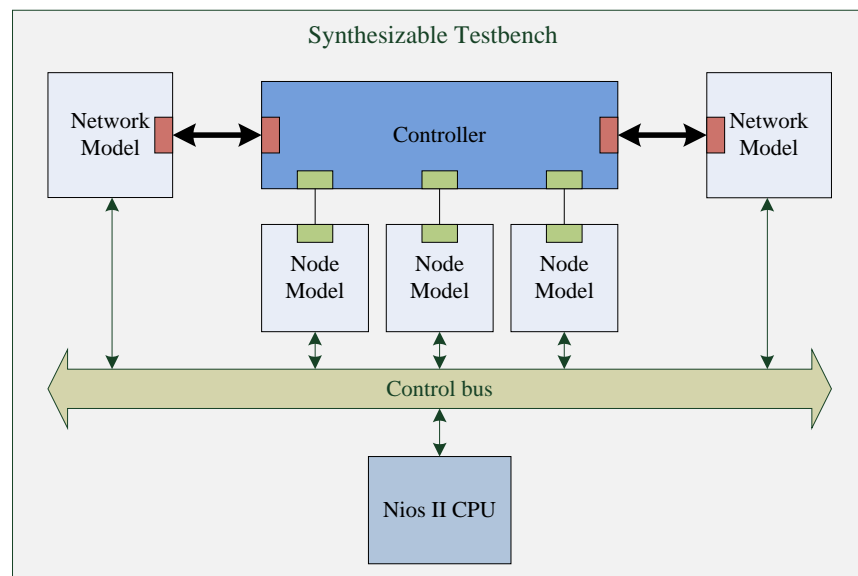 Synthesizable Testbench
Network
Model
Controller
Network
Model
Node
Model
Node
Model
Node
Model
Control bus
Nios II CPU